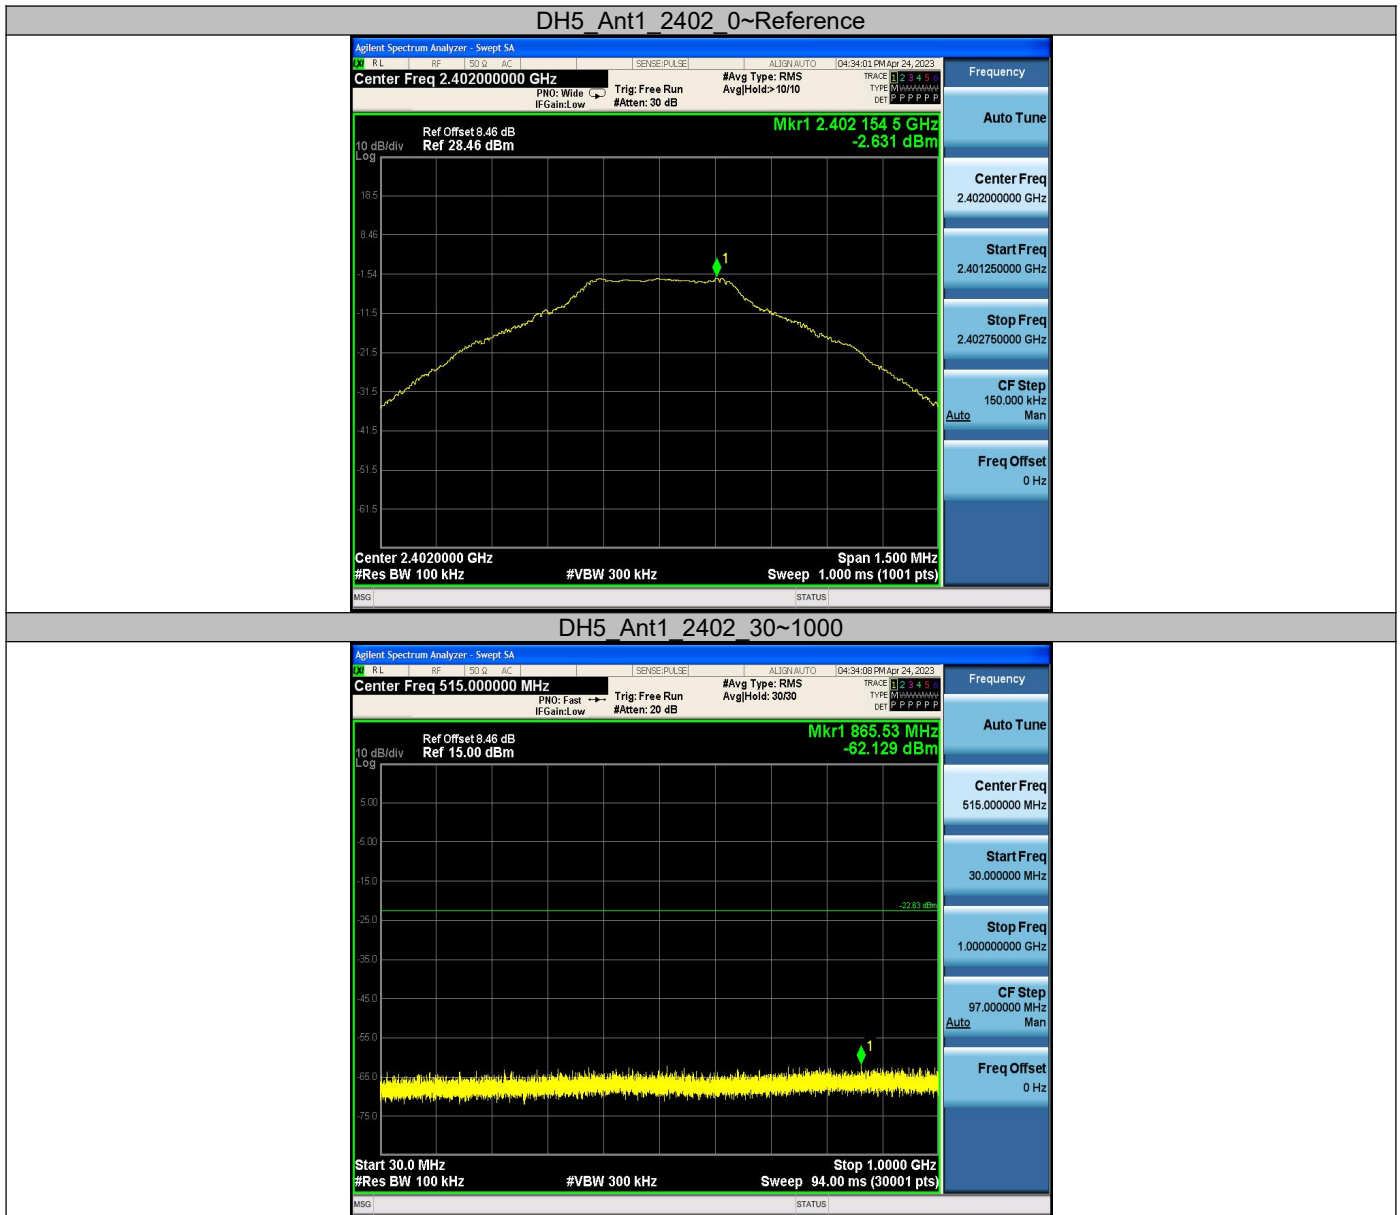 DH5_Ant1_2402_0~Reference
Agilent Spectrum Analyzer - Swept SA
LXI RL RF 50 Ω AC SENSE:PULSE ALIGN AUTO 04:34:01 PM Apr 24, 2023
Center Freq 2.402000000 GHz
PNO: Wide
IFGain:Low
Trig: Free Run
#Atten: 30 dB
#Avg Type: RMS
Avg|Hold:>10/10
TRACE 1 2 3 4 5 6
TYPE M WWWWW
DET P P P P P P
Frequency
Auto Tune
Mkr1 2.402 154 5 GHz
-2.631 dBm
Ref Offset 8.46 dB
10 dB/div Ref 28.46 dBm
Log
18.5
8.46
-1.54
-11.5
-21.5
-31.5
-41.5
-51.5
-61.5
1
Center Freq
2.402000000 GHz
Start Freq
2.401250000 GHz
Stop Freq
2.402750000 GHz
CF Step
150.000 kHz
Auto Man
Freq Offset
0 Hz
Center 2.4020000 GHz Span 1.500 MHz
#Res BW 100 kHz #VBW 300 kHz Sweep 1.000 ms (1001 pts)
MSG STATUS
DH5_Ant1_2402_30~1000
Agilent Spectrum Analyzer - Swept SA
LXI RL RF 50 Ω AC SENSE:PULSE ALIGN AUTO 04:34:08 PM Apr 24, 2023
Center Freq 515.000000 MHz
PNO: Fast
IFGain:Low
Trig: Free Run
#Atten: 20 dB
#Avg Type: RMS
Avg|Hold: 30/30
TRACE 1 2 3 4 5 6
TYPE M WWWWW
DET P P P P P P
Frequency
Auto Tune
Mkr1 865.53 MHz
-62.129 dBm
Ref Offset 8.46 dB
10 dB/div Ref 15.00 dBm
Log
5.00
-5.00
-15.0
-25.0
-35.0
-45.0
-55.0
-65.0
-75.0
-22.63 dBm
1
Center Freq
515.000000 MHz
Start Freq
30.000000 MHz
Stop Freq
1.000000000 GHz
CF Step
97.000000 MHz
Auto Man
Freq Offset
0 Hz
Start 30.0 MHz Stop 1.0000 GHz
#Res BW 100 kHz #VBW 300 kHz Sweep 94.00 ms (30001 pts)
MSG STATUS